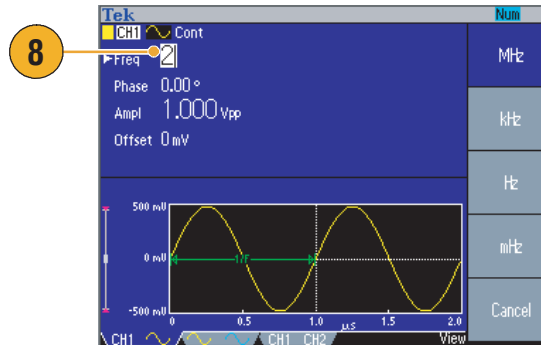 Tek
Num
CH1 Cont
8
Freq 2
Phase 0.00 °
Ampl 1.000 Vpp
Offset 0 mV
MHz
kHz
Hz
mHz
Cancel
500 mV
0 mV
-500 mV
1/F
0 0.5 1.0 1.5 2.0
µs
CH1
CH1 CH2
View